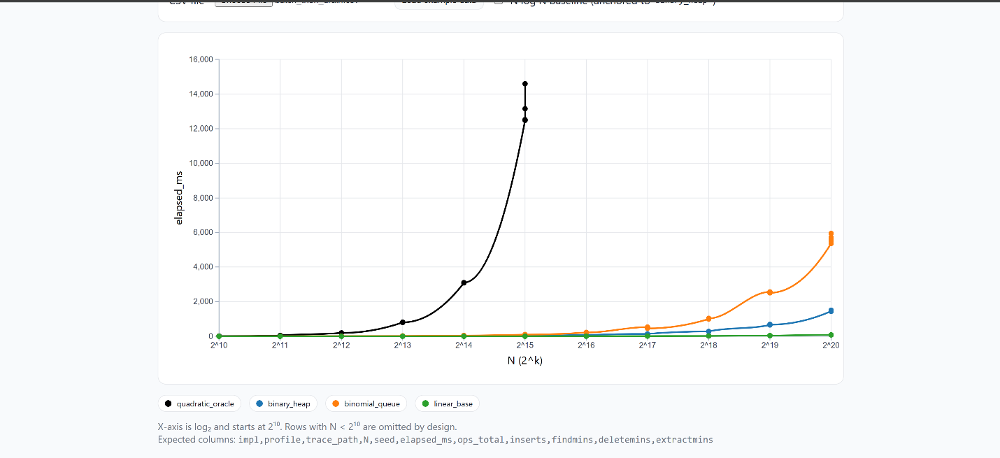 16,000
14,000
12,000
10,000
8,000
6,000
4,000
2,000
0
elapsed_ms
2^10 2^11 2^12 2^13 2^14 2^15 2^16 2^17 2^18 2^19 2^20
N (2^k)
quadratic_oracle binary_heap binomial_queue linear_base
X-axis is log₂ and starts at 2¹⁰. Rows with N < 2¹⁰ are omitted by design.
Expected columns: impl,profile,trace_path,N,seed,elapsed_ms,ops_total,inserts,findmins,deletemins,extractmins